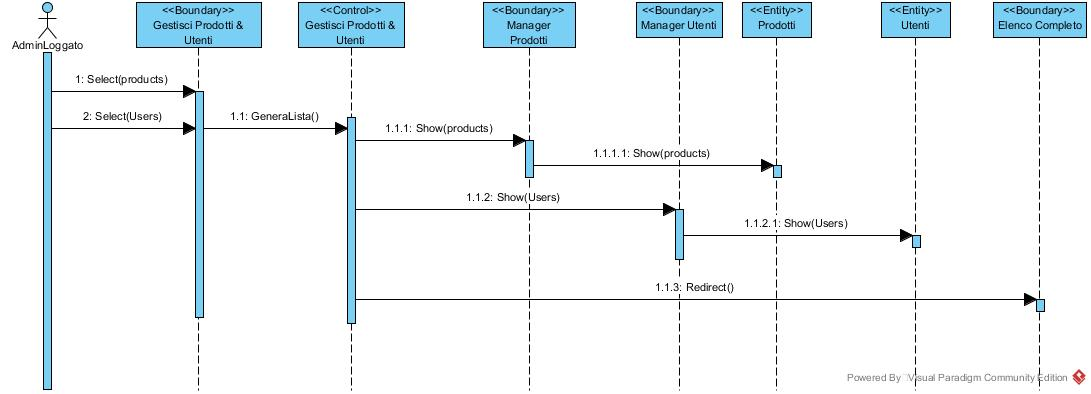 AdminLoggato
<<Boundary>>
Gestisci Prodotti &
Utenti
<<Control>>
Gestisci Prodotti &
Utenti
<<Boundary>>
Manager
Prodotti
<<Boundary>>
Manager Utenti
<<Entity>>
Prodotti
<<Entity>>
Utenti
<<Boundary>>
Elenco Completo
1: Select(products)
2: Select(Users)
1.1: GeneraLista()
1.1.1: Show(products)
1.1.1.1: Show(products)
1.1.2: Show(Users)
1.1.2.1: Show(Users)
1.1.3: Redirect()
Powered By Visual Paradigm Community Edition